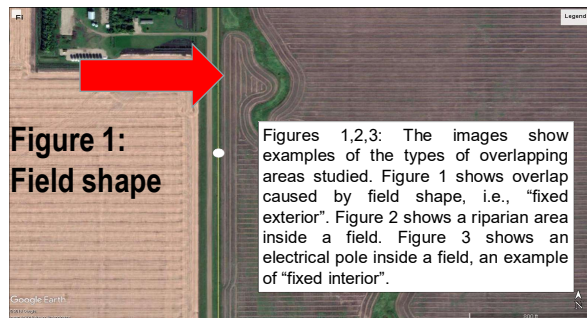 Legend
Figure 1:
Field shape
Figures 1,2,3: The images show
examples of the types of overlapping
areas studied. Figure 1 shows overlap
caused by field shape, i.e., “fixed
exterior”. Figure 2 shows a riparian area
inside a field. Figure 3 shows an
electrical pole inside a field, an example
of “fixed interior”.
Google Earth
N